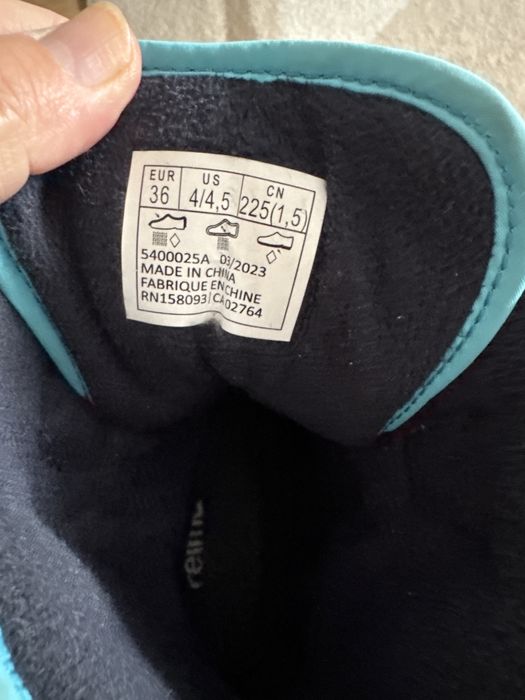 EUR US CN
36 4/4,5 225(1,5)
5400025A 03/2023
MADE IN CHINA
FABRIQUE EN CHINE
RN158093 CA02764